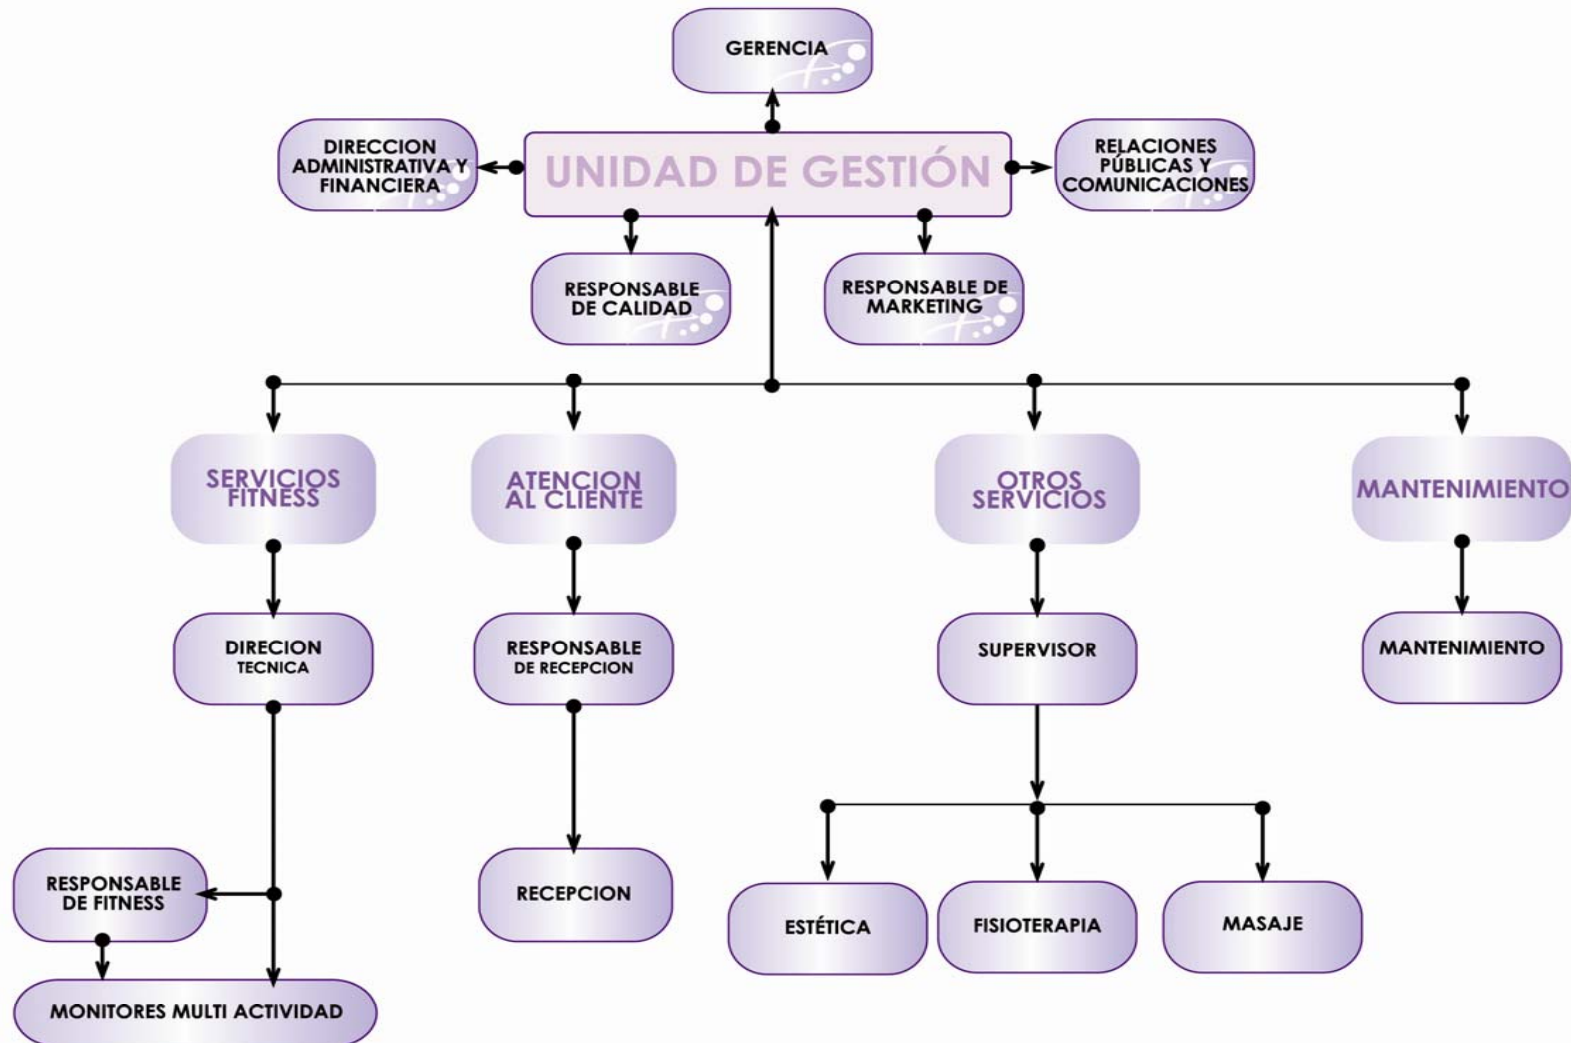 GERENCIA
DIRECCION
ADMINISTRATIVA Y
FINANCIERA
UNIDAD DE GESTIÓN
RELACIONES
PÚBLICAS Y
COMUNICACIONES
RESPONSABLE
DE CALIDAD
RESPONSABLE DE
MARKETING
SERVICIOS
FITNESS
ATENCION
AL CLIENTE
OTROS
SERVICIOS
MANTENIMIENTO
DIRECION
TECNICA
RESPONSABLE
DE RECEPCION
SUPERVISOR
MANTENIMIENTO
RESPONSABLE
DE FITNESS
RECEPCION
ESTÉTICA
FISIOTERAPIA
MASAJE
MONITORES MULTI ACTIVIDAD